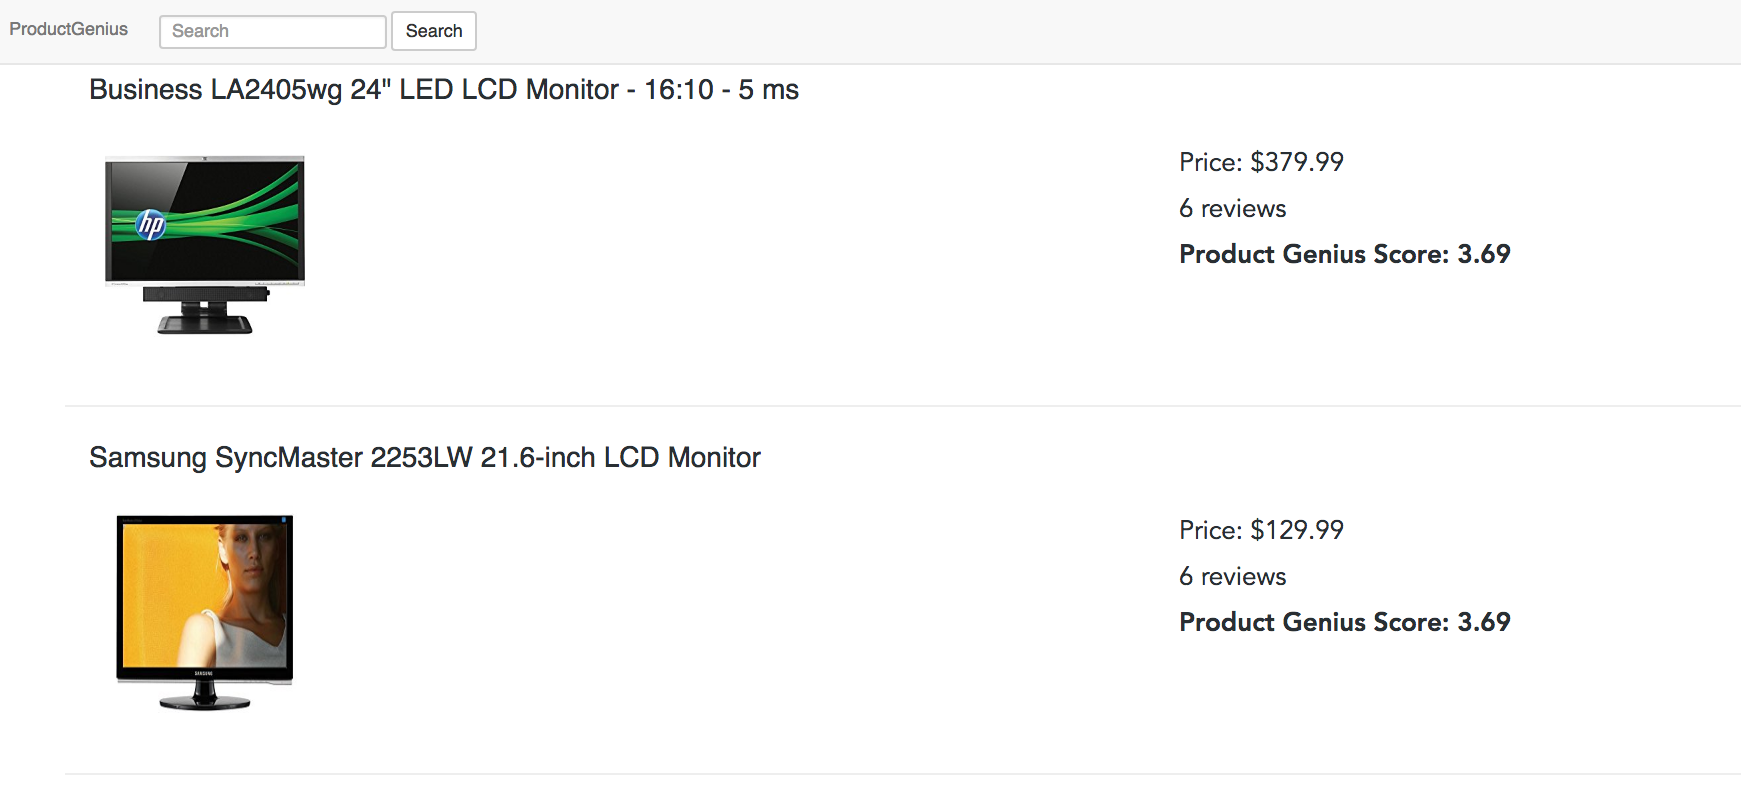 ProductGenius
Search
Search
Business LA2405wg 24" LED LCD Monitor - 16:10 - 5 ms
hp
Price: $379.99
6 reviews
Product Genius Score: 3.69
Samsung SyncMaster 2253LW 21.6-inch LCD Monitor
SAMSUNG
Price: $129.99
6 reviews
Product Genius Score: 3.69